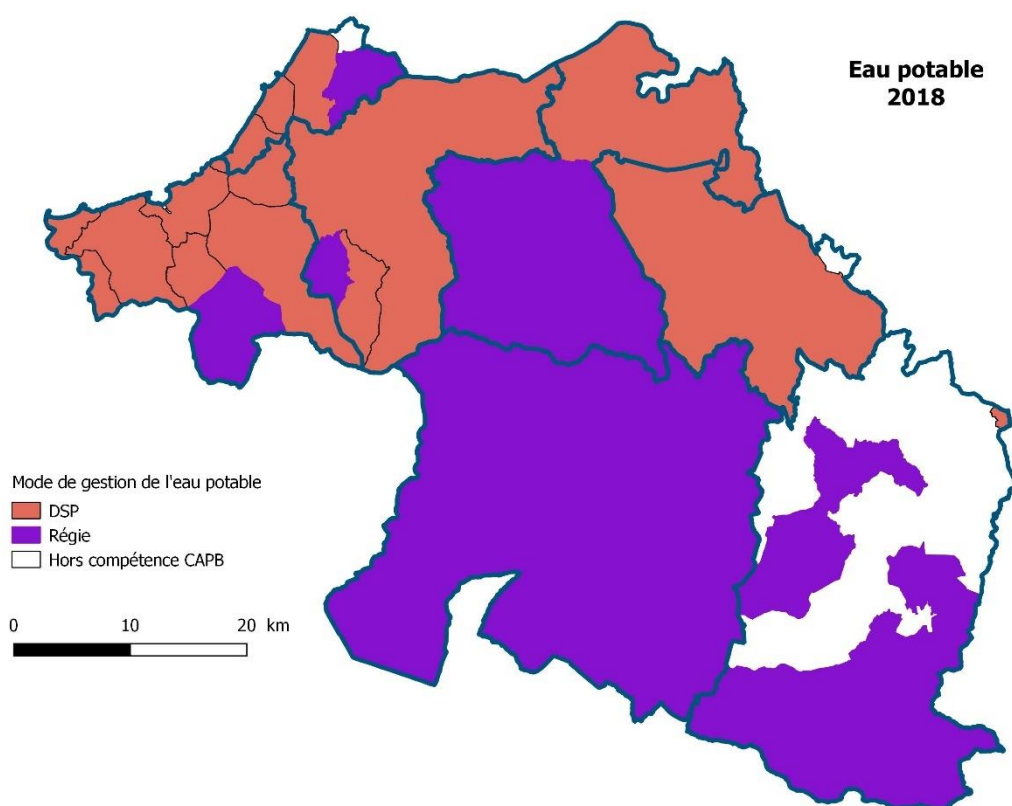 Eau potable
2018
Mode de gestion de l'eau potable
DSP
Régie
Hors compétence CAPB
0 10 20 km